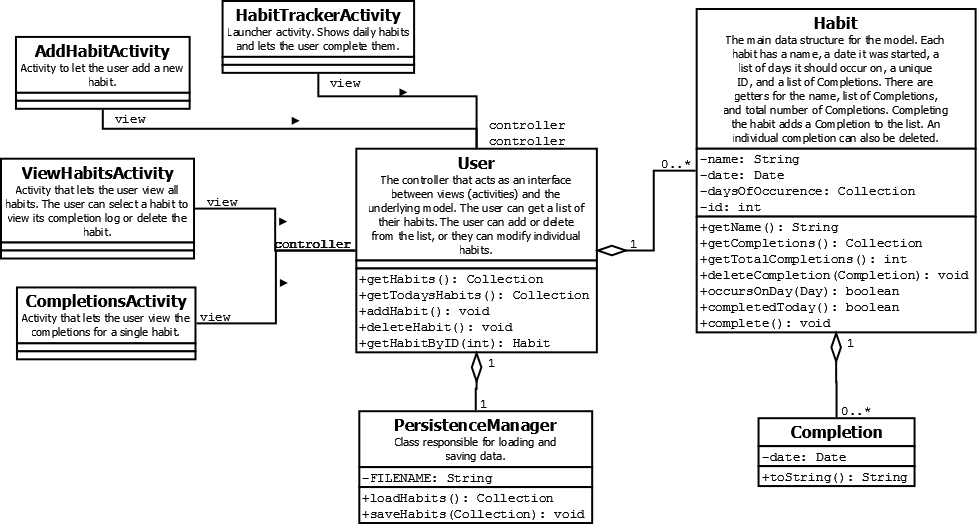 HabitTrackerActivity
Launcher activity. Shows daily habits
and lets the user complete them.
view
AddHabitActivity
Activity to let the user add a new
habit.
view
controller
controller
ViewHabitsActivity
Activity that lets the user view all
habits. The user can select a habit to
view its completion log or delete the
habit.
view
controller
CompletionsActivity
Activity that lets the user view the
completions for a single habit.
view
User
The controller that acts as an interface
between views (activities) and the
underlying model. The user can get a list of
their habits. The user can add or delete
from the list, or they can modify individual
habits.
+getHabits(): Collection
+getTodaysHabits(): Collection
+addHabit(): void
+deleteHabit(): void
+getHabitByID(int): Habit
1
0..*
1
1
PersistenceManager
Class responsible for loading and
saving data.
-FILENAME: String
+loadHabits(): Collection
+saveHabits(Collection): void
Habit
The main data structure for the model. Each
habit has a name, a date it was started, a
list of days it should occur on, a unique
ID, and a list of Completions. There are
getters for the name, list of Completions,
and total number of Completions. Completing
the habit adds a Completion to the list. An
individual completion can also be deleted.
-name: String
-date: Date
-daysOfOccurence: Collection
-id: int
+getName(): String
+getCompletions(): Collection
+getTotalCompletions(): int
+deleteCompletion(Completion): void
+occursOnDay(Day): boolean
+completedToday(): boolean
+complete(): void
1
0..*
Completion
-date: Date
+toString(): String